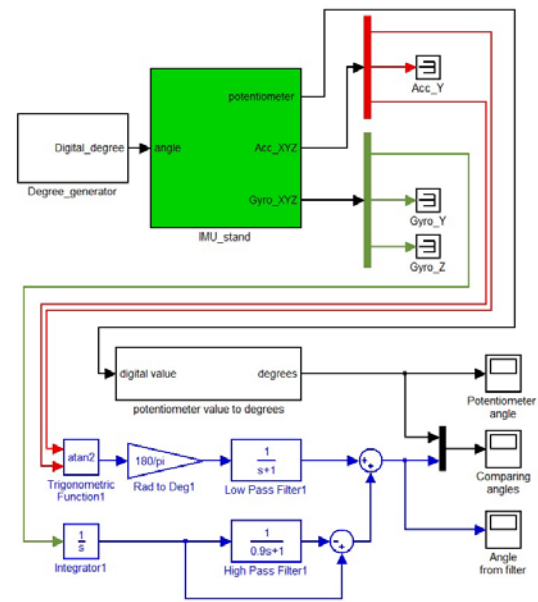 potentiometer
Acc_Y
Digital_degree
angle
Acc_XYZ
Degree_generator
Gyro_XYZ
Gyro_Y
IMU_stand
Gyro_Z
digital value
degrees
potentiometer value to degrees
Potentiometer
angle
atan2
180/pi
1
s+1
Trigonometric
Function1
Rad to Deg1
Low Pass Filter1
Comparing
angles
1
s
Integrator1
1
0.9s+1
High Pass Filter1
Angle
from filter